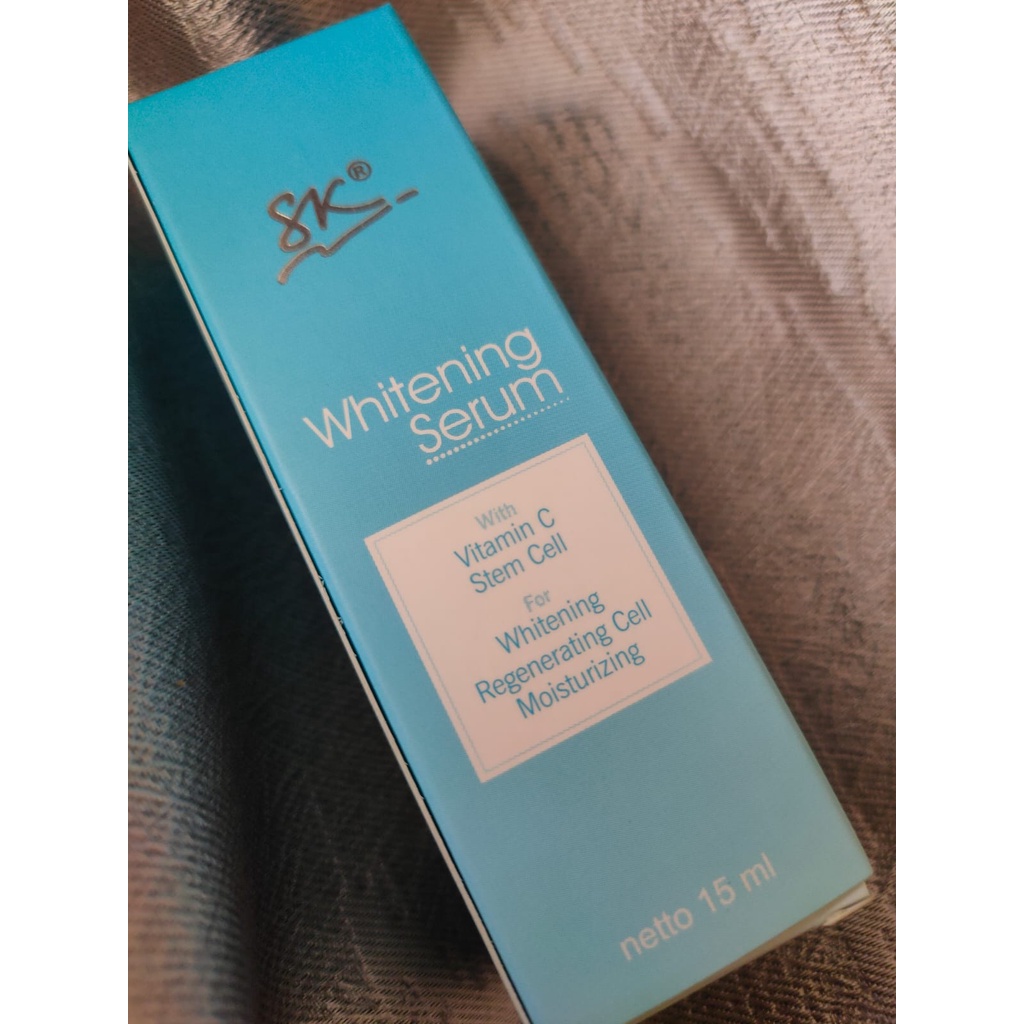 SK®
Whitening
Serum
With
Vitamin C
Stem Cell
For
Whitening
Regenerating Cell
Moisturizing
netto 15 ml